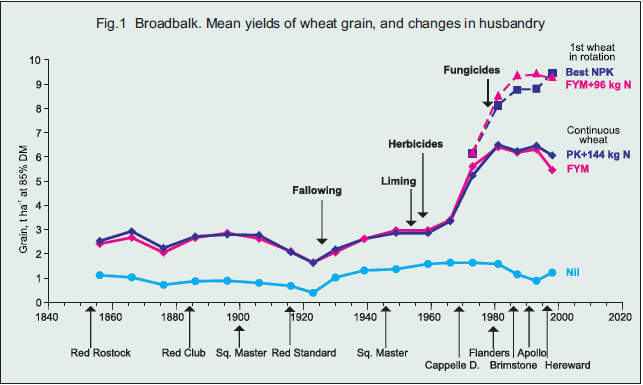 Fig.1 Broadbalk. Mean yields of wheat grain, and changes in husbandry
1st wheat
in rotation
Best NPK
FYM+96 kg N
Continuous
wheat
PK+144 kg N
FYM
Nil
Fungicides
Herbicides
Liming
Fallowing
Grain, t ha⁻¹ at 85% DM
10
9
8
7
6
5
4
3
2
1
0
1840 1860 1880 1900 1920 1940 1960 1980 2000 2020
Red Rostock Red Club Sq. Master Red Standard Sq. Master Flanders Apollo
Cappelle D. Brimstone Hereward